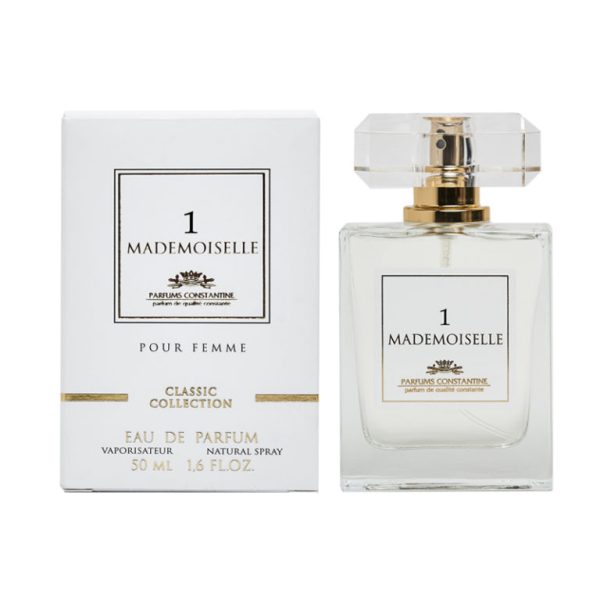 1
MADEMOISELLE
PARFUMS CONSTANTINE
parfum de qualité constante
POUR FEMME
CLASSIC
COLLECTION
EAU DE PARFUM
VAPORISATEUR NATURAL SPRAY
50 ML 1,6 FL.OZ.
1
MADEMOISELLE
PARFUMS CONSTANTINE
parfum de qualité constante